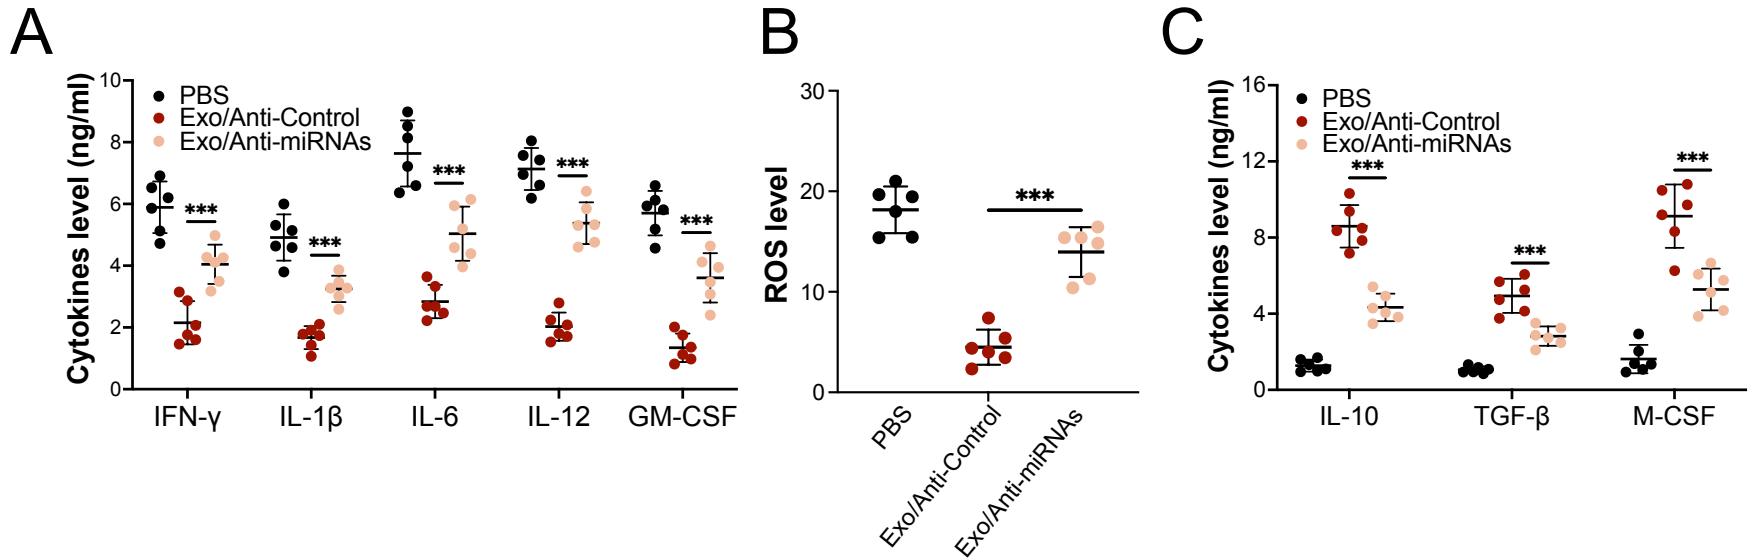 A
B
C
Cytokines level (ng/ml)
10
8
6
4
2
0
PBS
Exo/Anti-Control
Exo/Anti-miRNAs
***
***
***
***
***
IFN-γ
IL-1β
IL-6
IL-12
GM-CSF
ROS level
30
20
10
0
***
PBS
Exo/Anti-Control
Exo/Anti-miRNAs
Cytokines level (ng/ml)
16
12
8
4
0
PBS
Exo/Anti-Control
Exo/Anti-miRNAs
***
***
***
IL-10
TGF-β
M-CSF